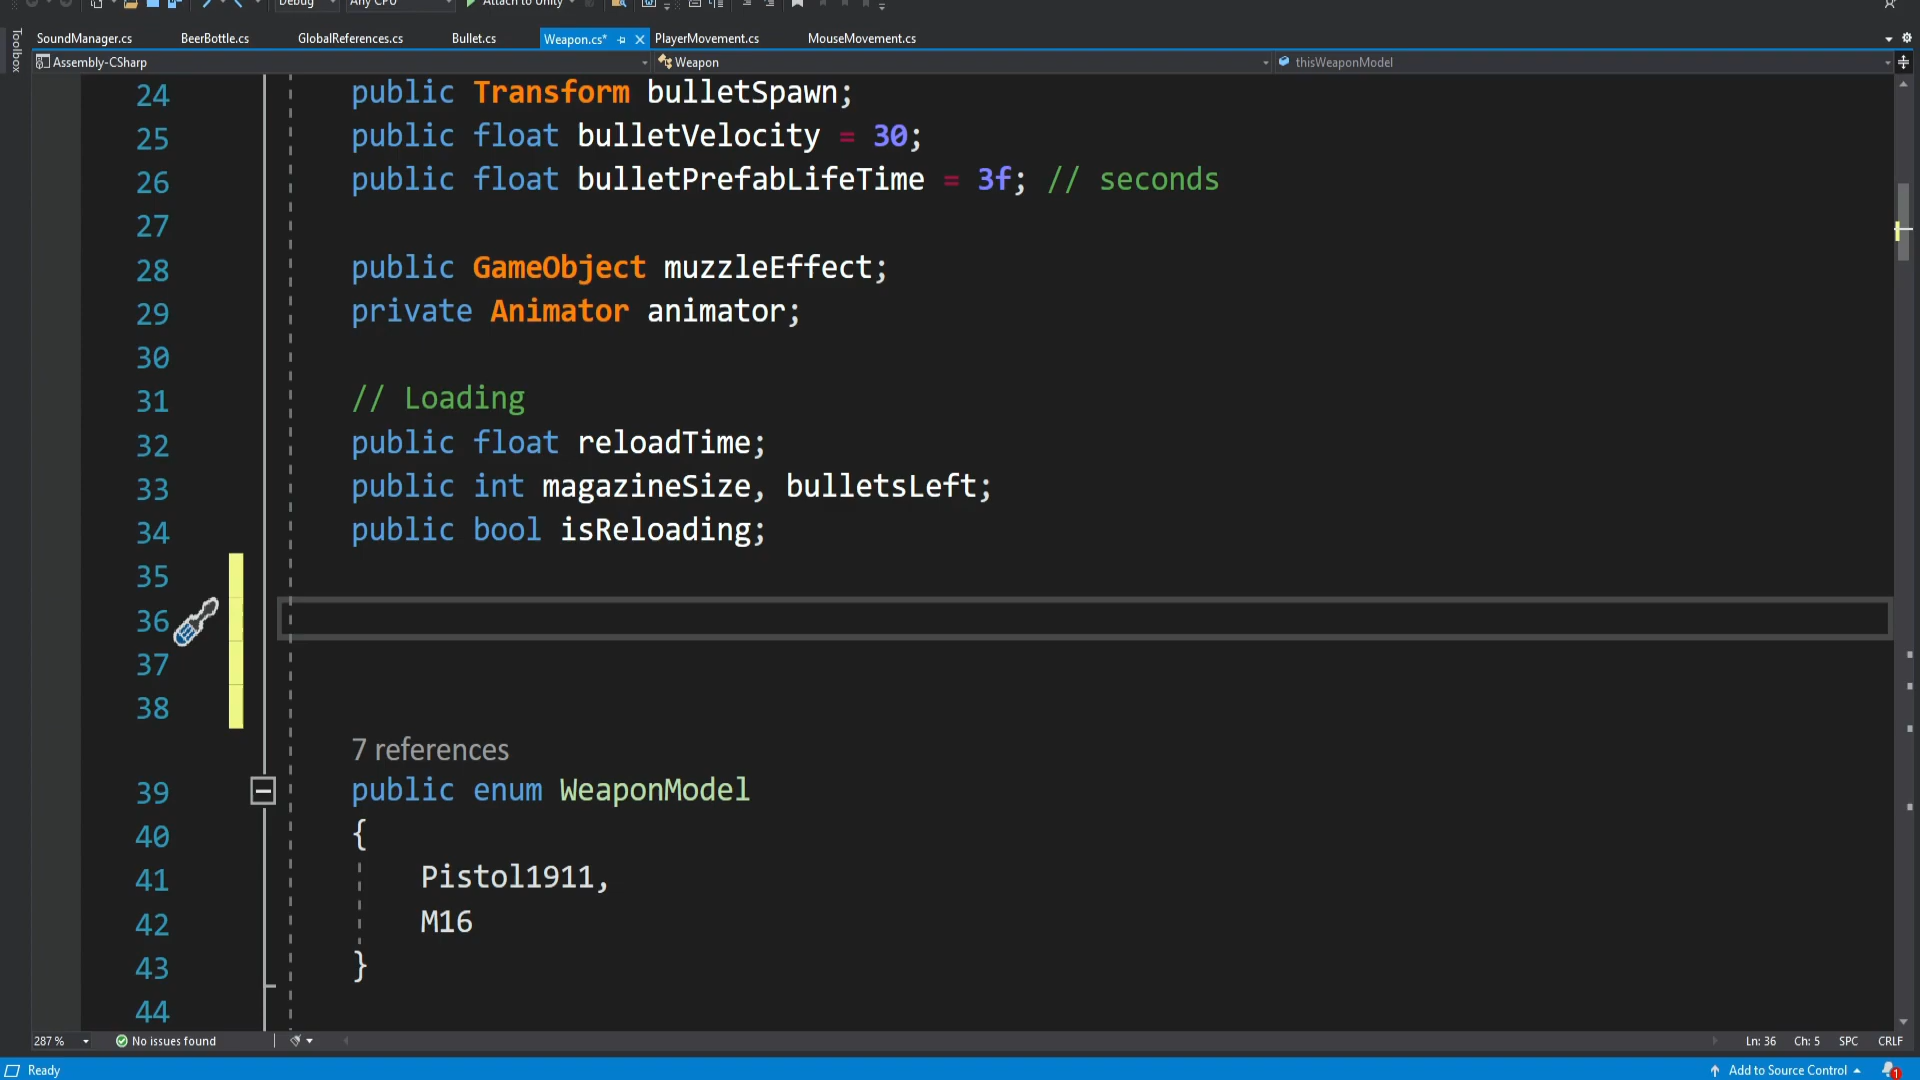 Debug Any CPU Attach to Unity
Toolbox
SoundManager.cs BeerBottle.cs GlobalReferences.cs Bullet.cs Weapon.cs* PlayerMovement.cs MouseMovement.cs
Assembly-CSharp Weapon thisWeaponModel
24 public Transform bulletSpawn;
25 public float bulletVelocity = 30;
26 public float bulletPrefabLifeTime = 3f; // seconds
27
28 public GameObject muzzleEffect;
29 private Animator animator;
30
31 // Loading
32 public float reloadTime;
33 public int magazineSize, bulletsLeft;
34 public bool isReloading;
35
36
37
38
7 references
39 public enum WeaponModel
40 {
41 Pistol1911,
42 M16
43 }
44
287 % No issues found Ln: 36 Ch: 5 SPC CRLF
Ready Add to Source Control 1